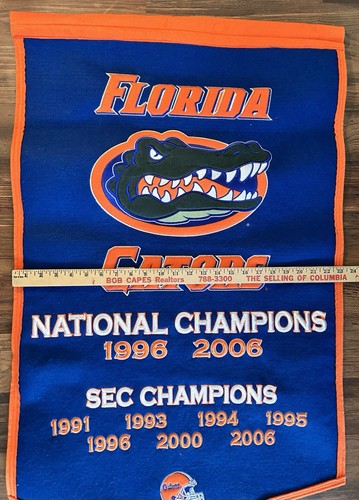 FLORIDA
GATORS
BOB CAPES Realtors 788-3300 THE SELLING OF COLUMBIA
NATIONAL CHAMPIONS
1996 2006
SEC CHAMPIONS
1991 1993 1994 1995
1996 2000 2006
Gators